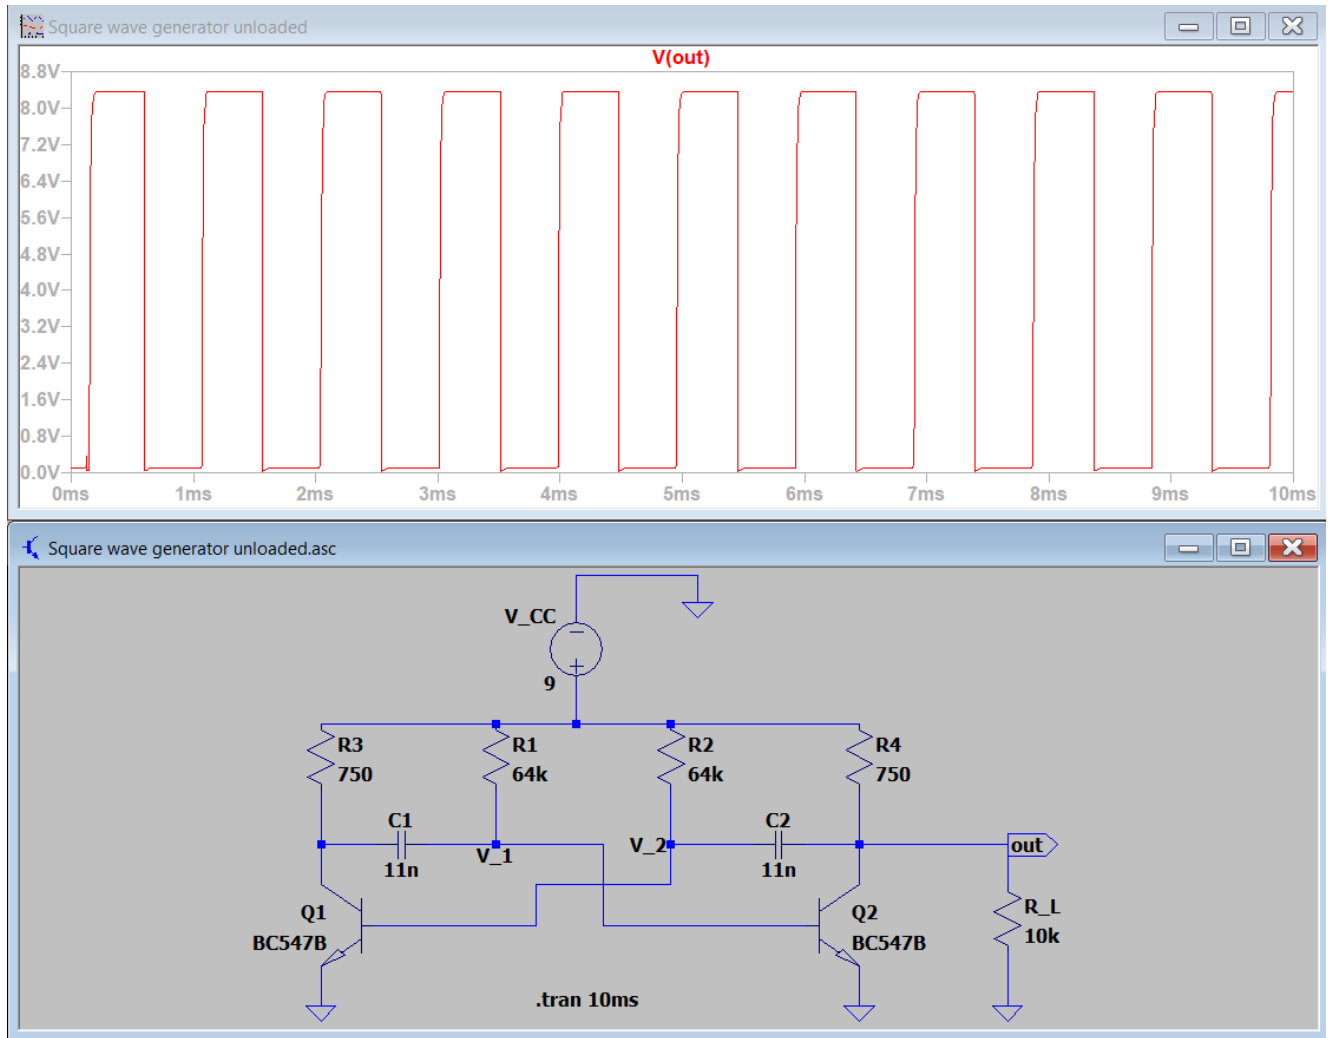 Square wave generator unloaded
V(out)
8.8V
8.0V
7.2V
6.4V
5.6V
4.8V
4.0V
3.2V
2.4V
1.6V
0.8V
0.0V
0ms 1ms 2ms 3ms 4ms 5ms 6ms 7ms 8ms 9ms 10ms
Square wave generator unloaded.asc
V_CC
9
R3
750
R1
64k
R2
64k
R4
750
C1
11n
V_1
V_2
C2
11n
out
Q1
BC547B
Q2
BC547B
R_L
10k
.tran 10ms